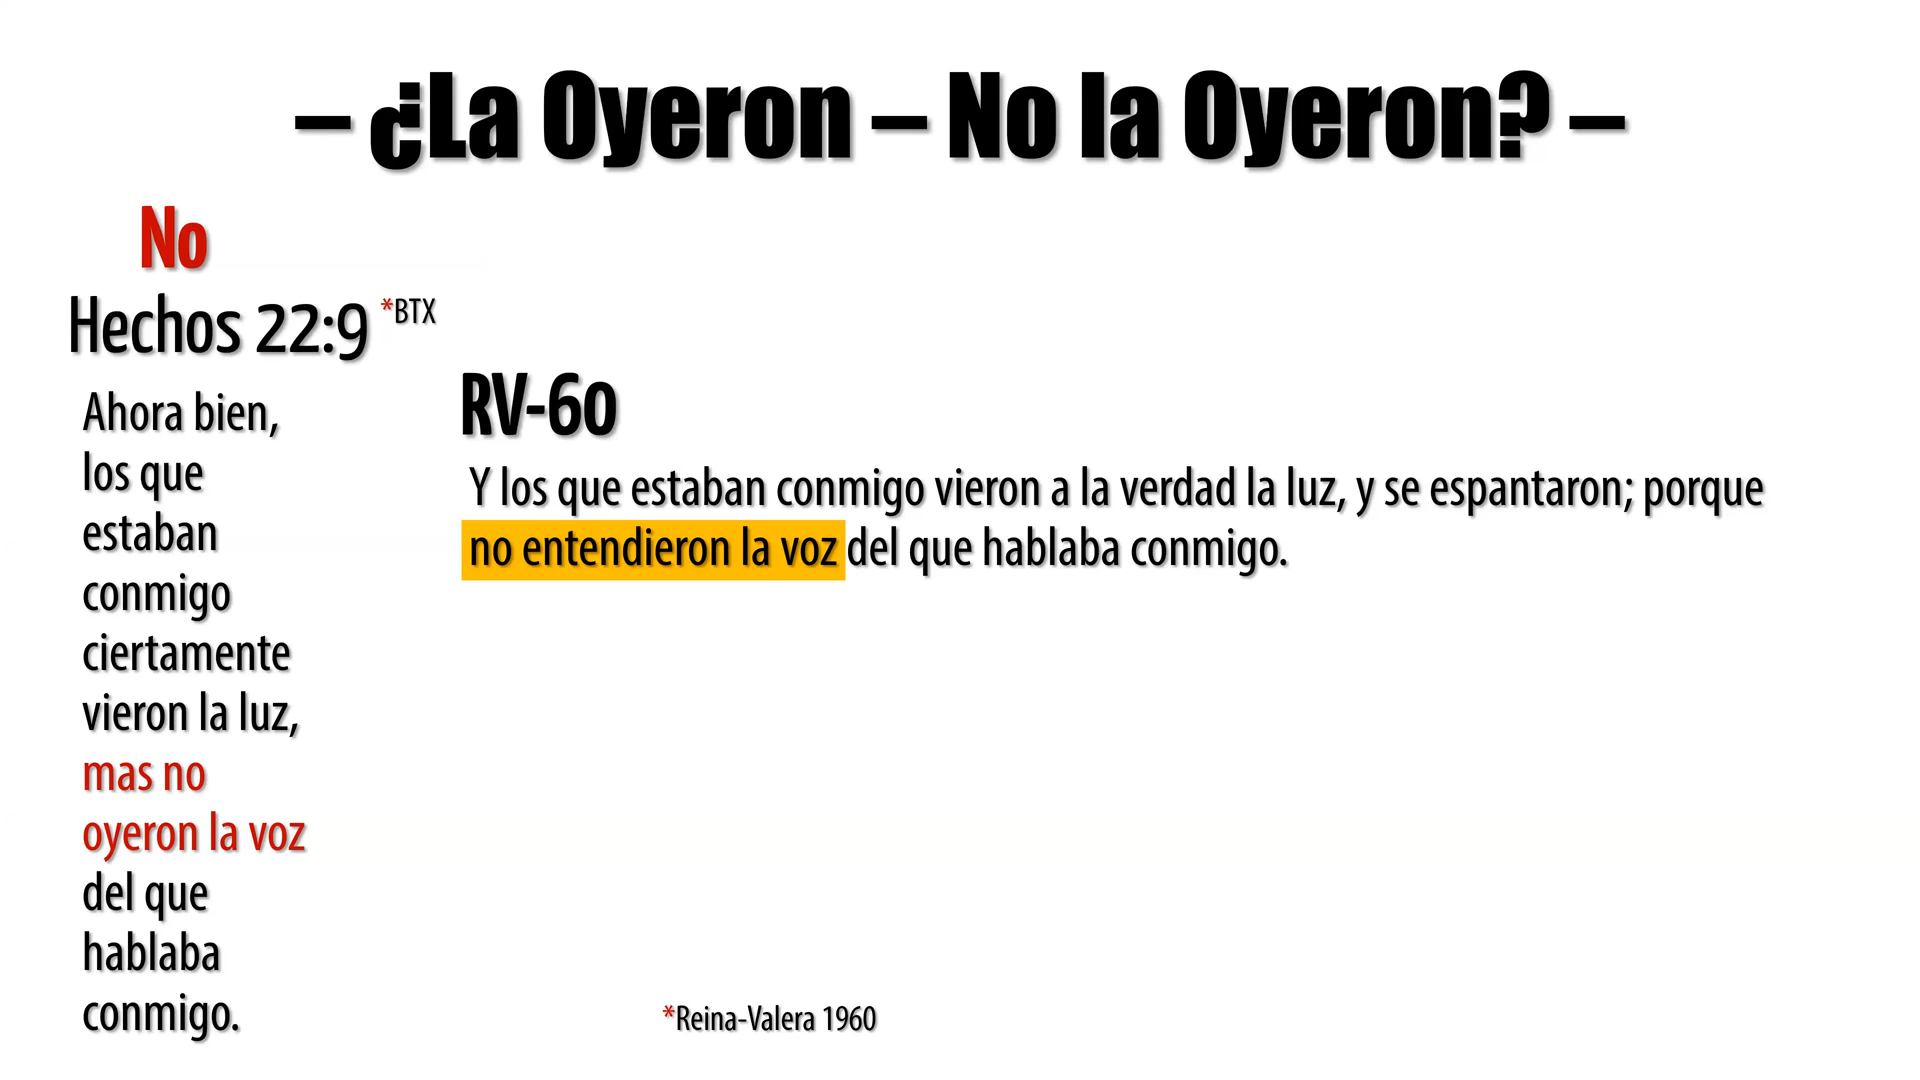 – ¿La Oyeron – No la Oyeron? –
No
Hechos 22:9 *BTX
Ahora bien,
los que
estaban
conmigo
ciertamente
vieron la luz,
mas no
oyeron la voz
del que
hablaba
conmigo.
RV-60
Y los que estaban conmigo vieron a la verdad la luz, y se espantaron; porque
no entendieron la voz del que hablaba conmigo.
*Reina-Valera 1960